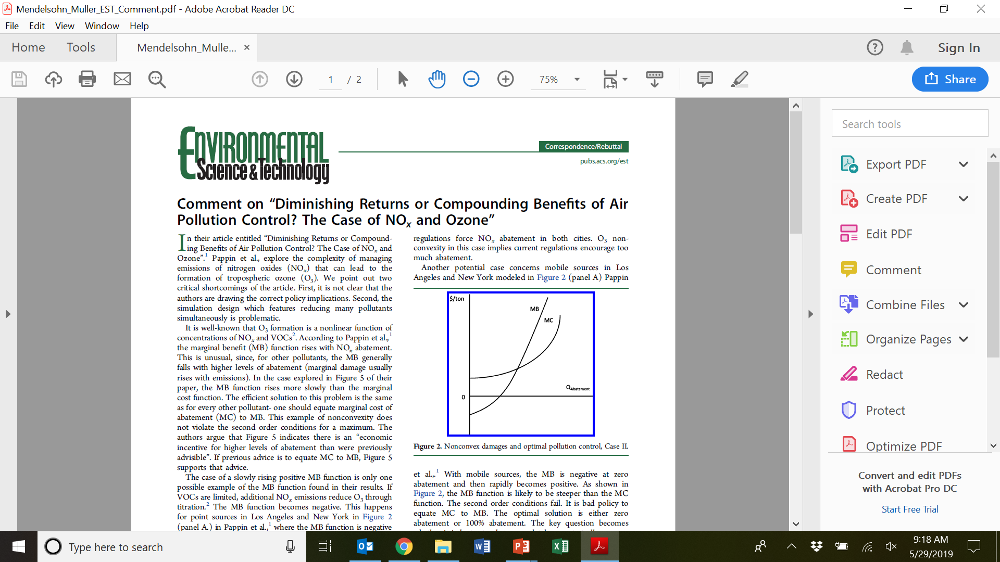 Mendelsohn_Muller_EST_Comment.pdf - Adobe Acrobat Reader DC
File Edit View Window Help
Home Tools Mendelsohn_Mulle... × Sign In
1 / 2 75% Share
Environmental
Science & Technology
Correspondence/Rebuttal
pubs.acs.org/est
Comment on “Diminishing Returns or Compounding Benefits of Air
Pollution Control? The Case of NOx and Ozone”
In their article entitled “Diminishing Returns or Compound-
ing Benefits of Air Pollution Control? The Case of NOx and
Ozone”.1 Pappin et al., explore the complexity of managing
emissions of nitrogen oxides (NOx) that can lead to the
formation of tropospheric ozone (O3). We point out two
critical shortcomings of the article. First, it is not clear that the
authors are drawing the correct policy implications. Second, the
simulation design which features reducing many pollutants
simultaneously is problematic.
It is well-known that O3 formation is a nonlinear function of
concentrations of NOx and VOCs2. According to Pappin et al.,1
the marginal benefit (MB) function rises with NOx abatement.
This is unusual, since, for other pollutants, the MB generally
falls with higher levels of abatement (marginal damage usually
rises with emissions). In the case explored in Figure 5 of their
paper, the MB function rises more slowly than the marginal
cost function. The efficient solution to this problem is the same
as for every other pollutant- one should equate marginal cost of
abatement (MC) to MB. This example of nonconvexity does
not violate the second order conditions for a maximum. The
authors argue that Figure 5 indicates there is an “economic
incentive for higher levels of abatement than were previously
advisible”. If previous advice is to equate MC to MB, Figure 5
supports that advice.
The case of a slowly rising positive MB function is only one
possible example of the MB function found in their results. If
VOCs are limited, additional NOx emissions reduce O3 through
titration.2 The MB function becomes negative. This happens
for point sources in Los Angeles and New York in Figure 2
(panel A.) in Pappin et al.,1 where the MB function is negative
regulations force NOx abatement in both cities. O3 non-
convexity in this case implies current regulations encourage too
much abatement.
Another potential case concerns mobile sources in Los
Angeles and New York modeled in Figure 2 (panel A) Pappin
$/ton
MB
MC
QAbatement
0
Figure 2. Nonconvex damages and optimal pollution control, Case II.
et al.,.1 With mobile sources, the MB is negative at zero
abatement and then rapidly becomes positive. As shown in
Figure 2, the MB function is likely to be steeper than the MC
function. The second order conditions fail. It is bad policy to
equate MC to MB. The optimal solution is either zero
abatement or 100% abatement. The key question becomes
Search tools
Export PDF
Create PDF
Edit PDF
Comment
Combine Files
Organize Pages
Redact
Protect
Optimize PDF
Convert and edit PDFs
with Acrobat Pro DC
Start Free Trial
Type here to search
9:18 AM
5/29/2019